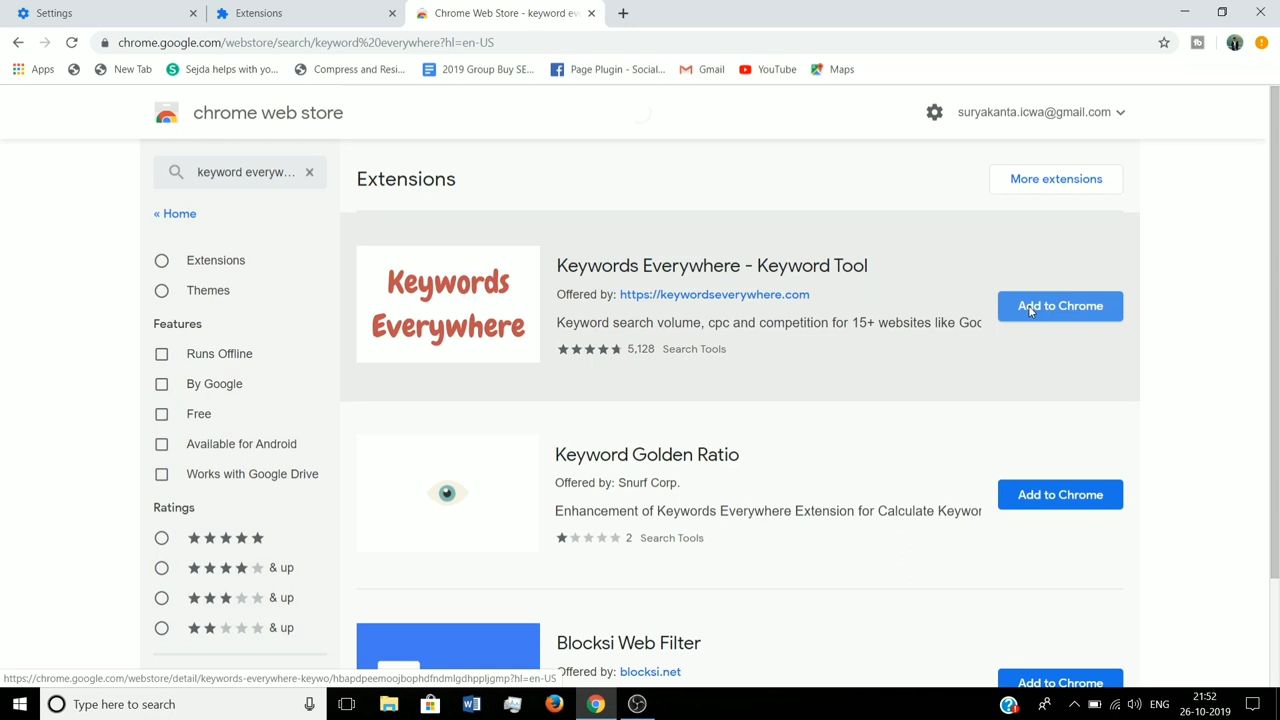 Settings
Extensions
Chrome Web Store - keyword ev
chrome.google.com/webstore/search/keyword%20everywhere?hl=en-US
Apps
New Tab
Sejda helps with yo...
Compress and Resi...
2019 Group Buy SE...
Page Plugin - Social...
Gmail
YouTube
Maps
chrome web store
suryakanta.icwa@gmail.com
keyword everyw...
Extensions
More extensions
« Home
Extensions
Themes
Features
Runs Offline
By Google
Free
Available for Android
Works with Google Drive
Ratings
& up
& up
& up
Keywords
Everywhere
Keywords Everywhere - Keyword Tool
Offered by: https://keywordseverywhere.com
Keyword search volume, cpc and competition for 15+ websites like Goo
5,128 Search Tools
Add to Chrome
Keyword Golden Ratio
Offered by: Snurf Corp.
Enhancement of Keywords Everywhere Extension for Calculate Keywor
2 Search Tools
Add to Chrome
Blocksi Web Filter
Offered by: blocksi.net
Add to Chrome
https://chrome.google.com/webstore/detail/keywords-everywhere-keywo/hbapdpeemoojbophdfndmlgdhppljgmp?hl=en-US
Type here to search
ENG
21:52
26-10-2019